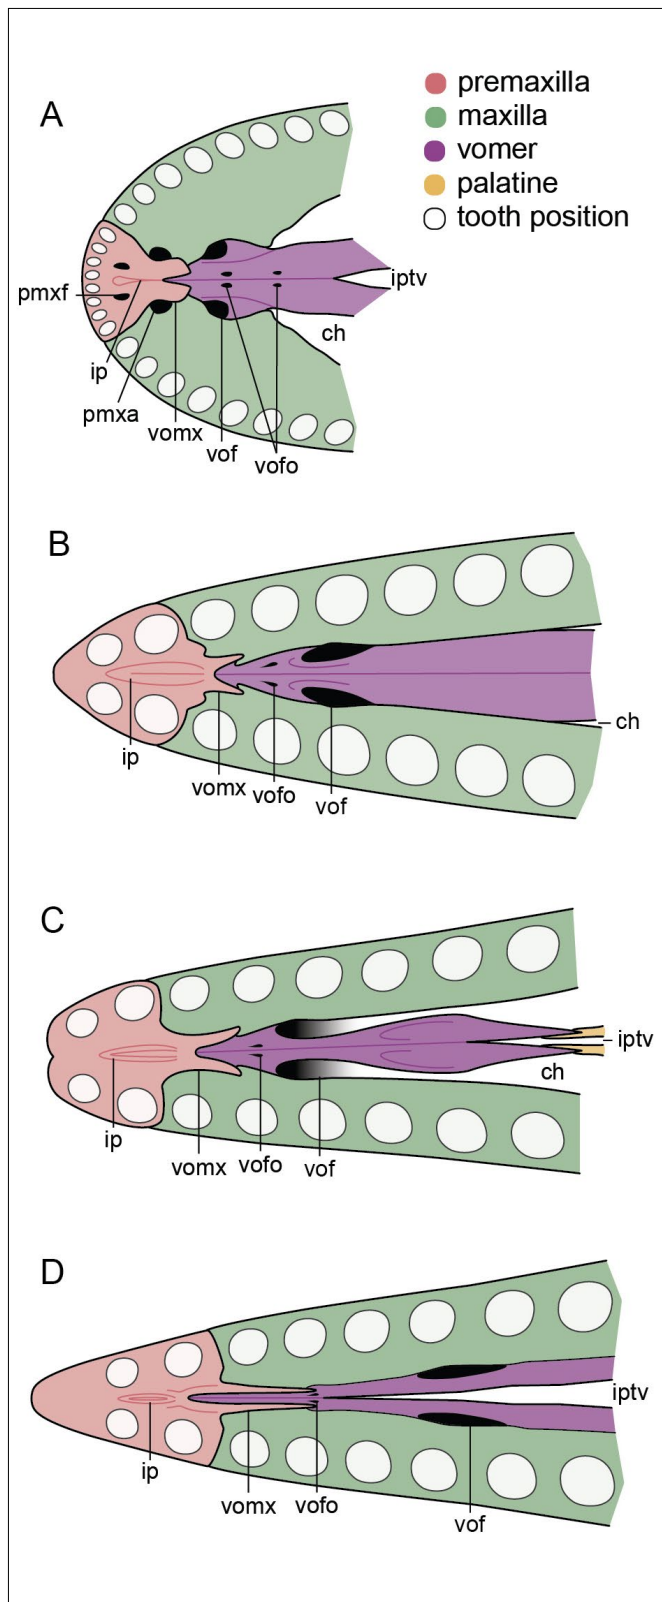 premaxilla
maxilla
vomer
palatine
tooth position
A
pmxf
ip
pmxa
vomx
vof
vofo
ch
iptv
B
ip
vomx
vofo
vof
ch
C
ip
vomx
vofo
vof
ch
iptv
D
ip
vomx
vofo
vof
iptv